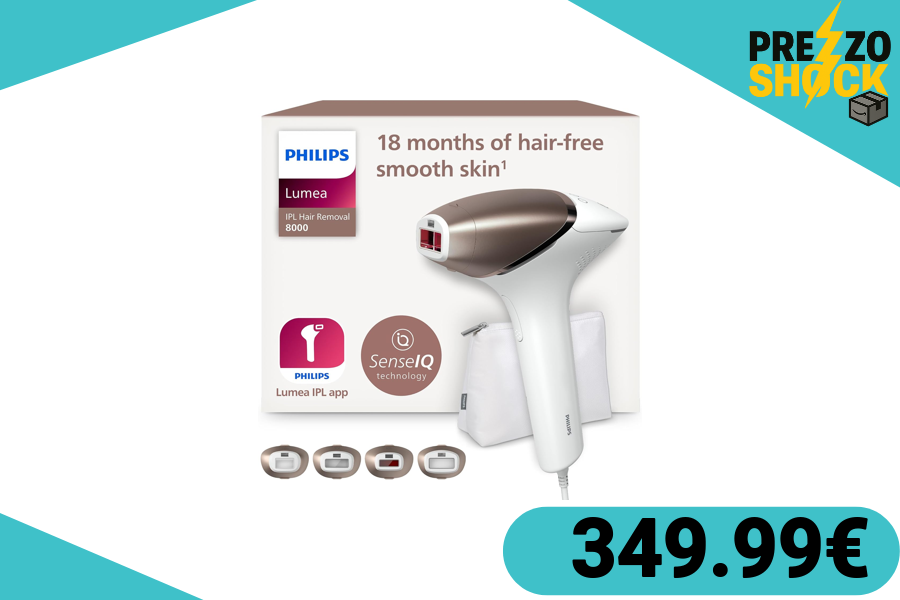 PREZZO
SHOCK
18 months of hair-free
smooth skin¹
PHILIPS
Lumea
IPL Hair Removal
8000
iQ
SenseIQ
technology
PHILIPS
Lumea IPL app
PHILIPS
349.99€